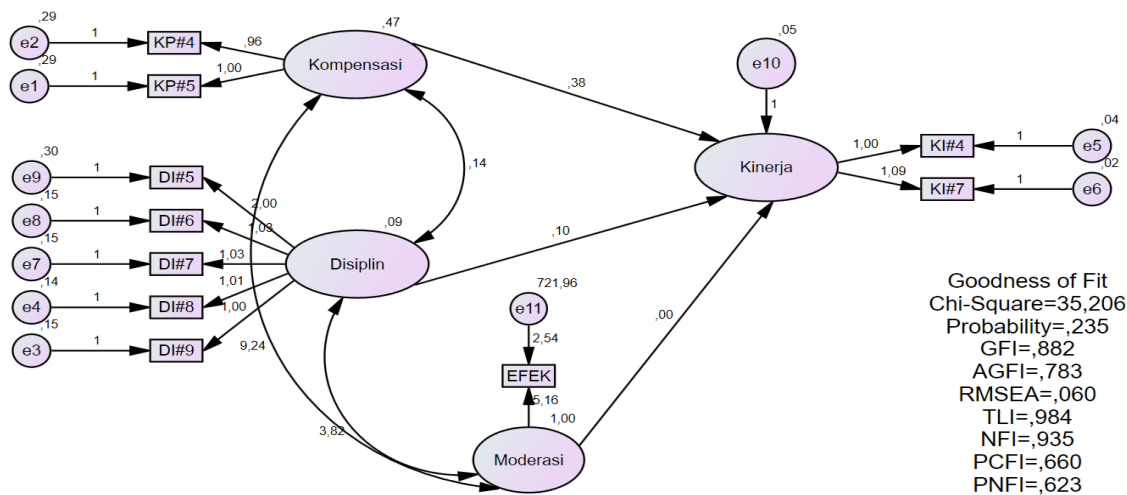 ,29
e2
1
KP#4
,96
,47
Kompensasi
,29
e1
1
KP#5
1,00
,05
e10
1
,38
,04
KI#4
1
e5
1,00
Kinerja
,02
KI#7
1
e6
1,09
,14
,30
e9
1
DI#5
2,00
,15
e8
1
DI#6
1,03
,09
Disiplin
,10
,15
e7
1
DI#7
1,03
,14
e4
1
DI#8
1,01
,15
e3
1
DI#9
1,00
9,24
721,96
e11
2,54
EFEK
5,16
1,00
,00
3,82
Moderasi
Goodness of Fit
Chi-Square=35,206
Probability=,235
GFI=,882
AGFI=,783
RMSEA=,060
TLI=,984
NFI=,935
PCFI=,660
PNFI=,623